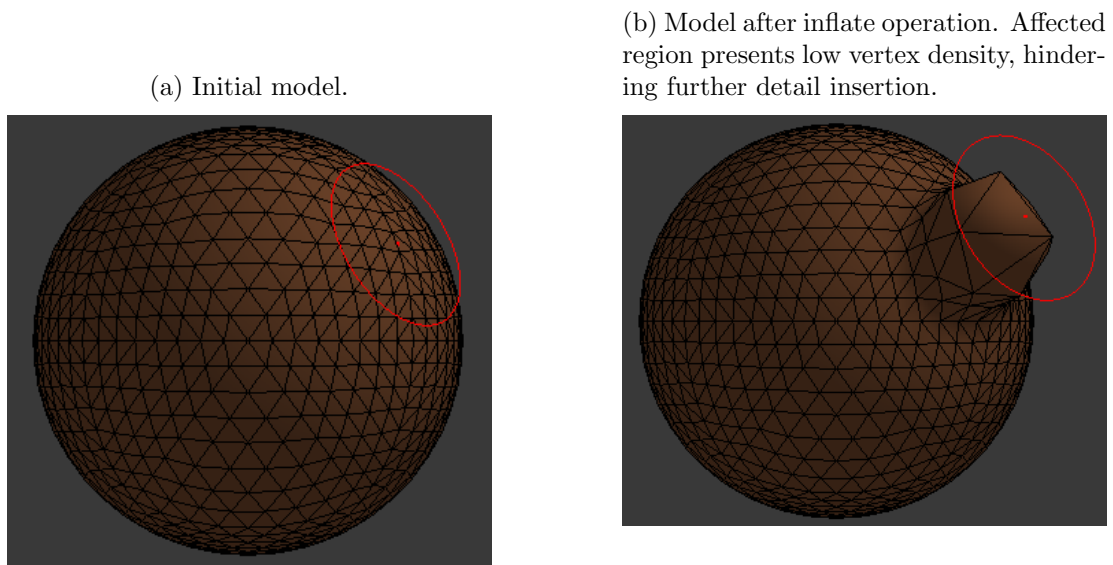 (a) Initial model.
(b) Model after inflate operation. Affected
region presents low vertex density, hinder-
ing further detail insertion.